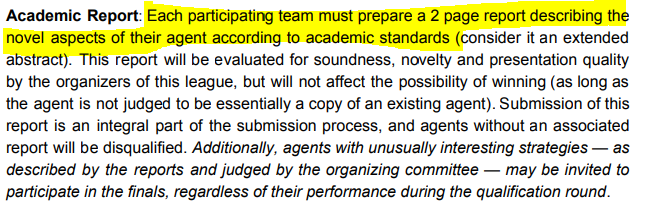 Academic Report: Each participating team must prepare a 2 page report describing the
novel aspects of their agent according to academic standards (consider it an extended
abstract). This report will be evaluated for soundness, novelty and presentation quality
by the organizers of this league, but will not affect the possibility of winning (as long as
the agent is not judged to be essentially a copy of an existing agent). Submission of this
report is an integral part of the submission process, and agents without an associated
report will be disqualified. Additionally, agents with unusually interesting strategies — as
described by the reports and judged by the organizing committee — may be invited to
participate in the finals, regardless of their performance during the qualification round.